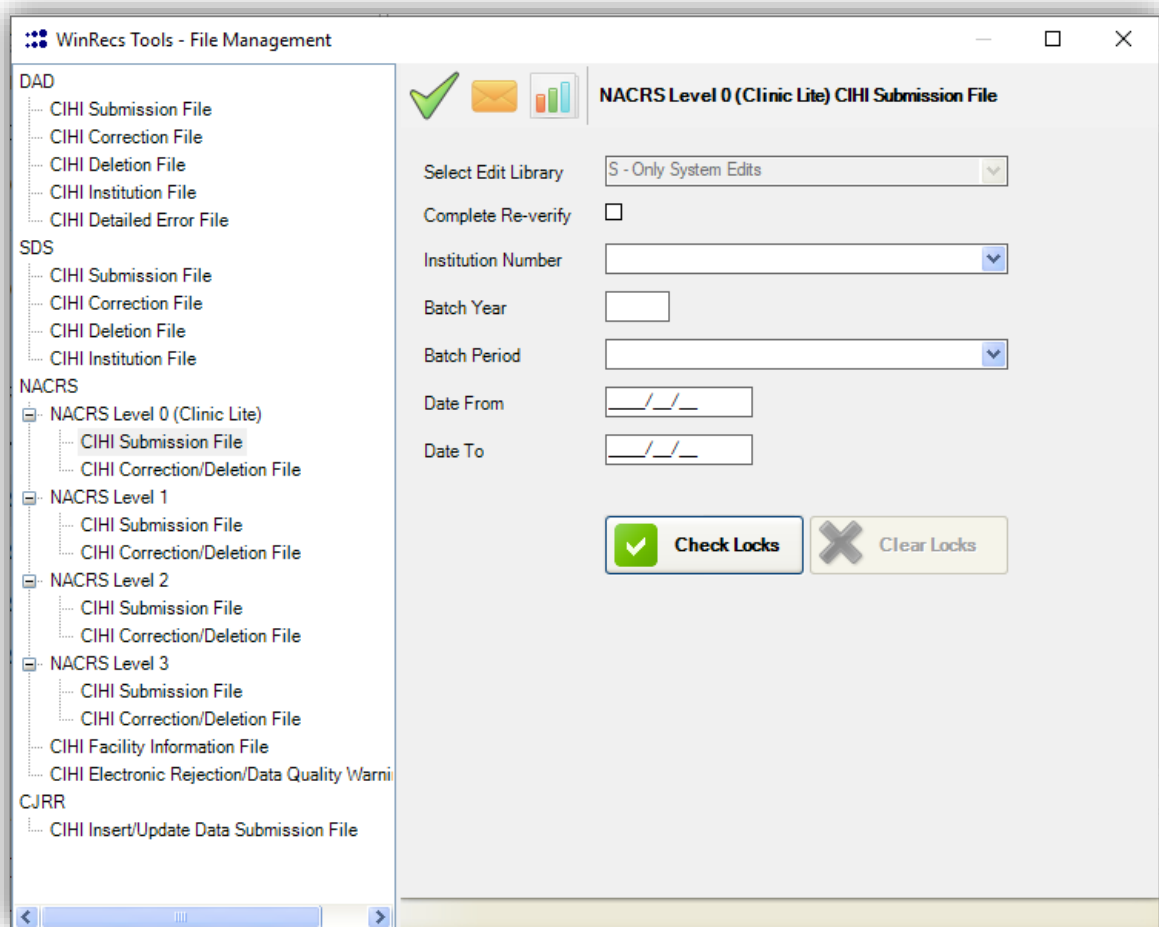 WinRecs Tools - File Management
DAD
CIHI Submission File
CIHI Correction File
CIHI Deletion File
CIHI Institution File
CIHI Detailed Error File
SDS
CIHI Submission File
CIHI Correction File
CIHI Deletion File
CIHI Institution File
NACRS
NACRS Level 0 (Clinic Lite)
CIHI Submission File
CIHI Correction/Deletion File
NACRS Level 1
CIHI Submission File
CIHI Correction/Deletion File
NACRS Level 2
CIHI Submission File
CIHI Correction/Deletion File
NACRS Level 3
CIHI Submission File
CIHI Correction/Deletion File
CIHI Facility Information File
CIHI Electronic Rejection/Data Quality Warni
CJRR
CIHI Insert/Update Data Submission File
NACRS Level 0 (Clinic Lite) CIHI Submission File
Select Edit Library S - Only System Edits
Complete Re-verify
Institution Number
Batch Year
Batch Period
Date From ____/__/__
Date To ____/__/__
Check Locks Clear Locks